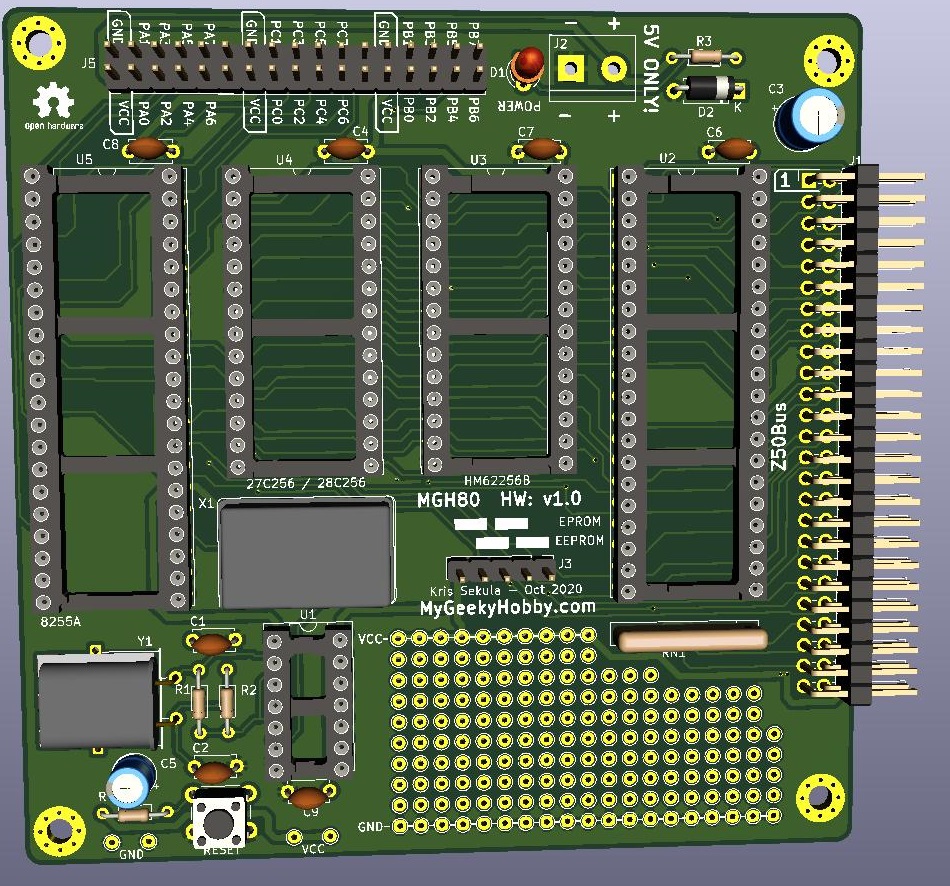 GND PA1 PA3 PA5 PA7 GND PC1 PC3 PC5 PC7 GND PB1 PB3 PB5 PB7
J5
VCC PA0 PA2 PA4 PA6 VCC PC0 PC2 PC4 PC6 VCC PB0 PB2 PB4 PB6
open hardware
D1
POWER
- +
J2
- +
5V ONLY!
R3
D2 K
C3
+
C8
C4
C7
C6
U5
U4
U3
U2
J1
1
Z50Bus
27C256 / 28C256
HM62256B
X1
MGH80 HW: v1.0
EPROM
EEPROM
J3
Kris Sekula - Oct 2020
MyGeekyHobby.com
8255A
U1
VCC-
RN1
Y1
C1
R1
R2
C2
C5
C9
GND-
GND
RESET
VCC